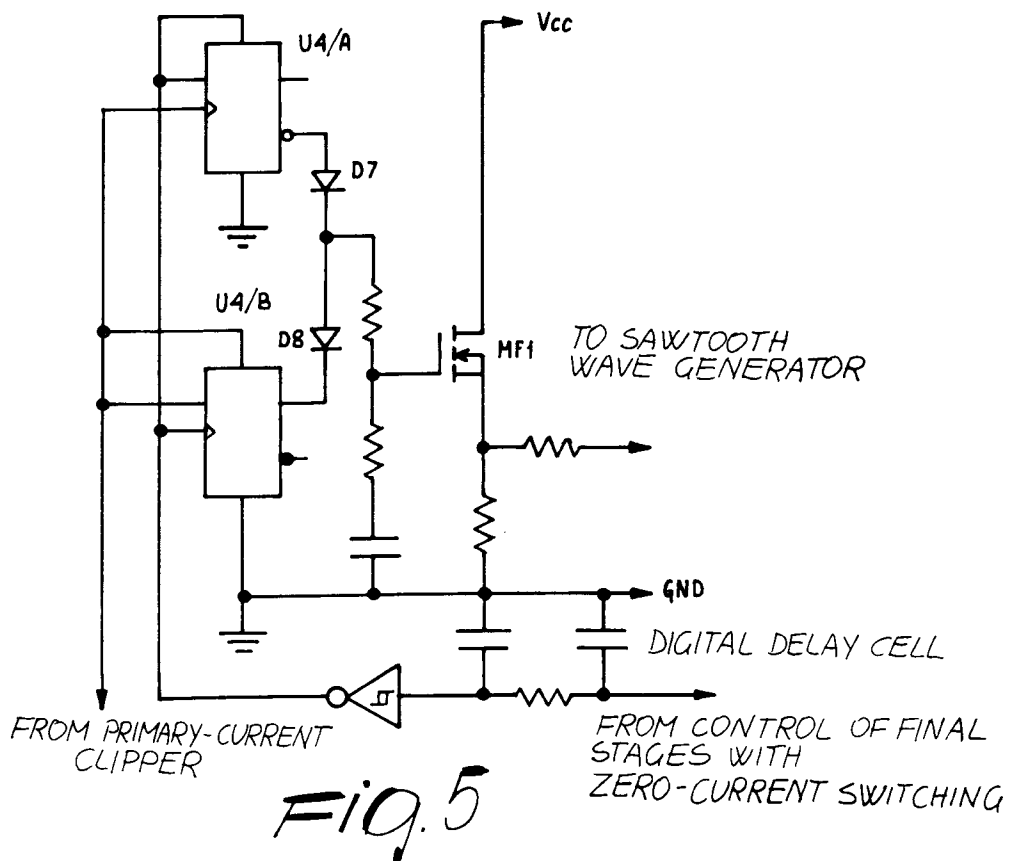 Vcc
U4/A
D7
U4/B
D8
MF1
TO SAWTOOTH
WAVE GENERATOR
GND
DIGITAL DELAY CELL
FROM PRIMARY-CURRENT
CLIPPER
FROM CONTROL OF FINAL
STAGES WITH
ZERO-CURRENT SWITCHING
Fig. 5